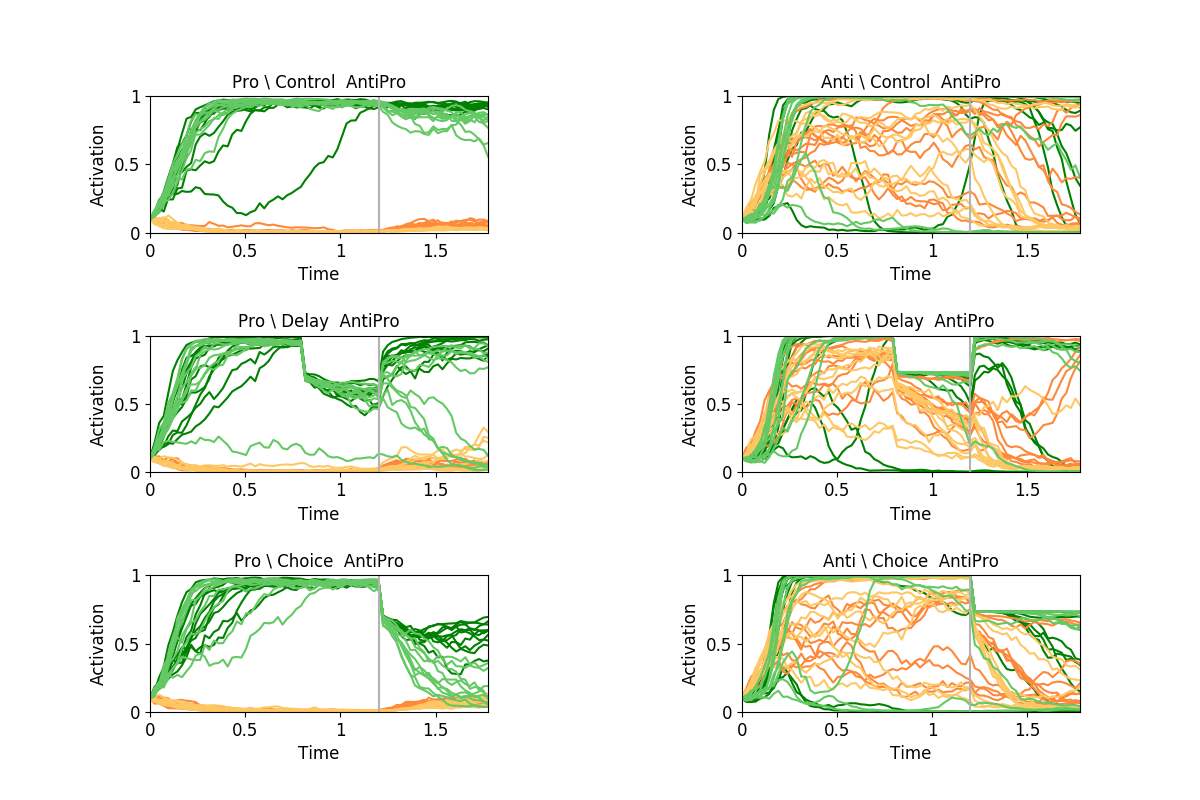 Pro \ Control  AntiPro
Activation
1
0.5
0
0
0.5
1
1.5
Time
Anti \ Control  AntiPro
Activation
1
0.5
0
0
0.5
1
1.5
Time
Pro \ Delay  AntiPro
Activation
1
0.5
0
0
0.5
1
1.5
Time
Anti \ Delay  AntiPro
Activation
1
0.5
0
0
0.5
1
1.5
Time
Pro \ Choice  AntiPro
Activation
1
0.5
0
0
0.5
1
1.5
Time
Anti \ Choice  AntiPro
Activation
1
0.5
0
0
0.5
1
1.5
Time